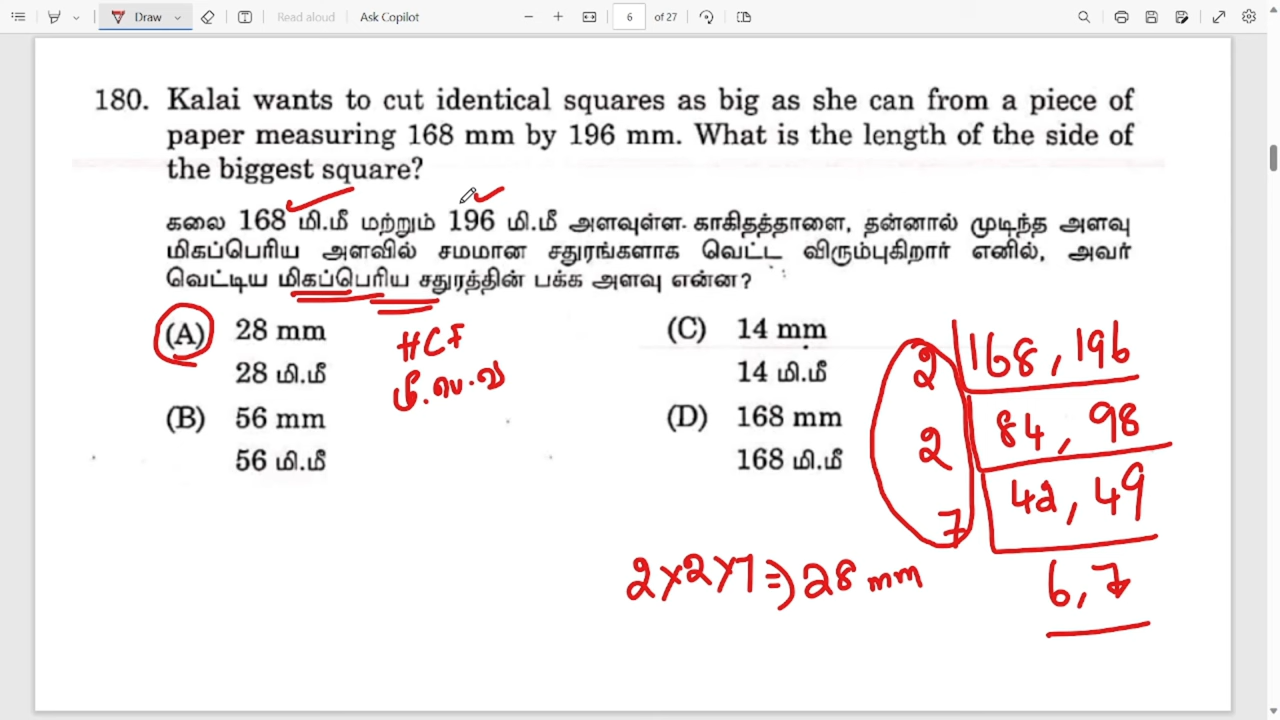 Draw
Read aloud
Ask Copilot
6 of 27
180. Kalai wants to cut identical squares as big as she can from a piece of
paper measuring 168 mm by 196 mm. What is the length of the side of
the biggest square?
கலை 168 மி.மீ மற்றும் 196 மி.மீ அளவுள்ள காகிதத்தாளை, தன்னால் முடிந்த அளவு
மிகப்பெரிய அளவில் சமமான சதுரங்களாக வெட்ட விரும்புகிறார் எனில், அவர்
வெட்டிய மிகப்பெரிய சதுரத்தின் பக்க அளவு என்ன?
(A) 28 mm
28 மி.மீ
(B) 56 mm
56 மி.மீ
(C) 14 mm
14 மி.மீ
(D) 168 mm
168 மி.மீ
HCF
மீ.பெ.வ
2 168, 196
2 84, 98
7 42, 49
6, 7
2x2x7 => 28 mm